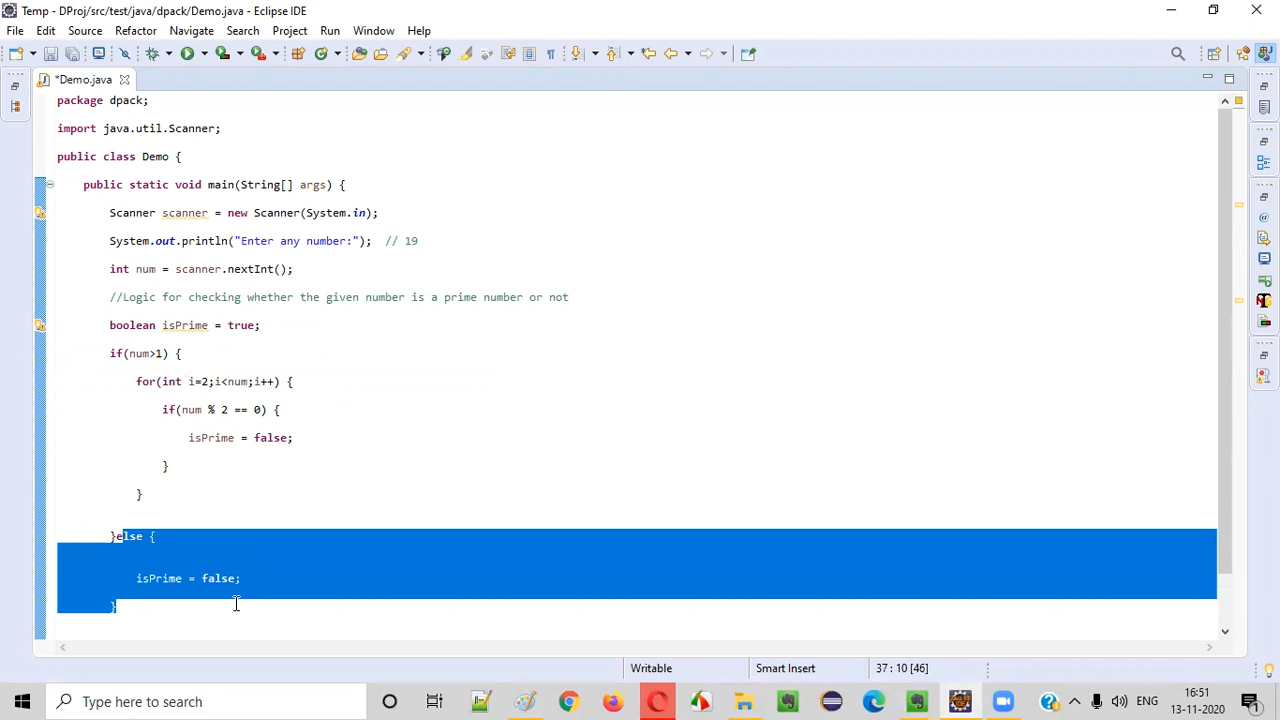 Temp - DProj/src/test/java/dpack/Demo.java - Eclipse IDE
File Edit Source Refactor Navigate Search Project Run Window Help
*Demo.java
package dpack;
import java.util.Scanner;
public class Demo {
public static void main(String[] args) {
Scanner scanner = new Scanner(System.in);
System.out.println("Enter any number:"); // 19
int num = scanner.nextInt();
//Logic for checking whether the given number is a prime number or not
boolean isPrime = true;
if(num>1) {
for(int i=2;i<num;i++) {
if(num % 2 == 0) {
isPrime = false;
}
}
}else {
isPrime = false;
}
Writable Smart Insert 37 : 10 [46]
Type here to search
ENG
16:51
13-11-2020